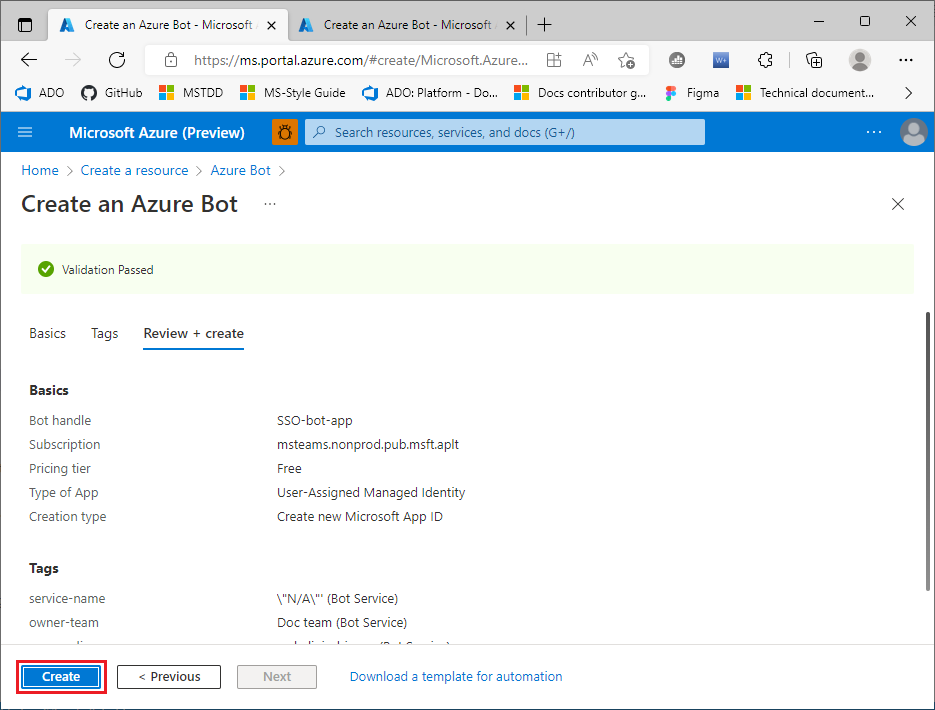 Create an Azure Bot - Microsoft
Create an Azure Bot - Microsoft
https://ms.portal.azure.com/#create/Microsoft.Azure...
ADO
GitHub
MSTDD
MS-Style Guide
ADO: Platform - Do...
Docs contributor g...
Figma
Technical document...
Microsoft Azure (Preview)
Search resources, services, and docs (G+/)
Home > Create a resource > Azure Bot >
Create an Azure Bot ...
Validation Passed
Basics Tags Review + create
Basics
Bot handle SSO-bot-app
Subscription msteams.nonprod.pub.msft.aplt
Pricing tier Free
Type of App User-Assigned Managed Identity
Creation type Create new Microsoft App ID
Tags
service-name \"N/A\"' (Bot Service)
owner-team Doc team (Bot Service)
Create < Previous Next Download a template for automation